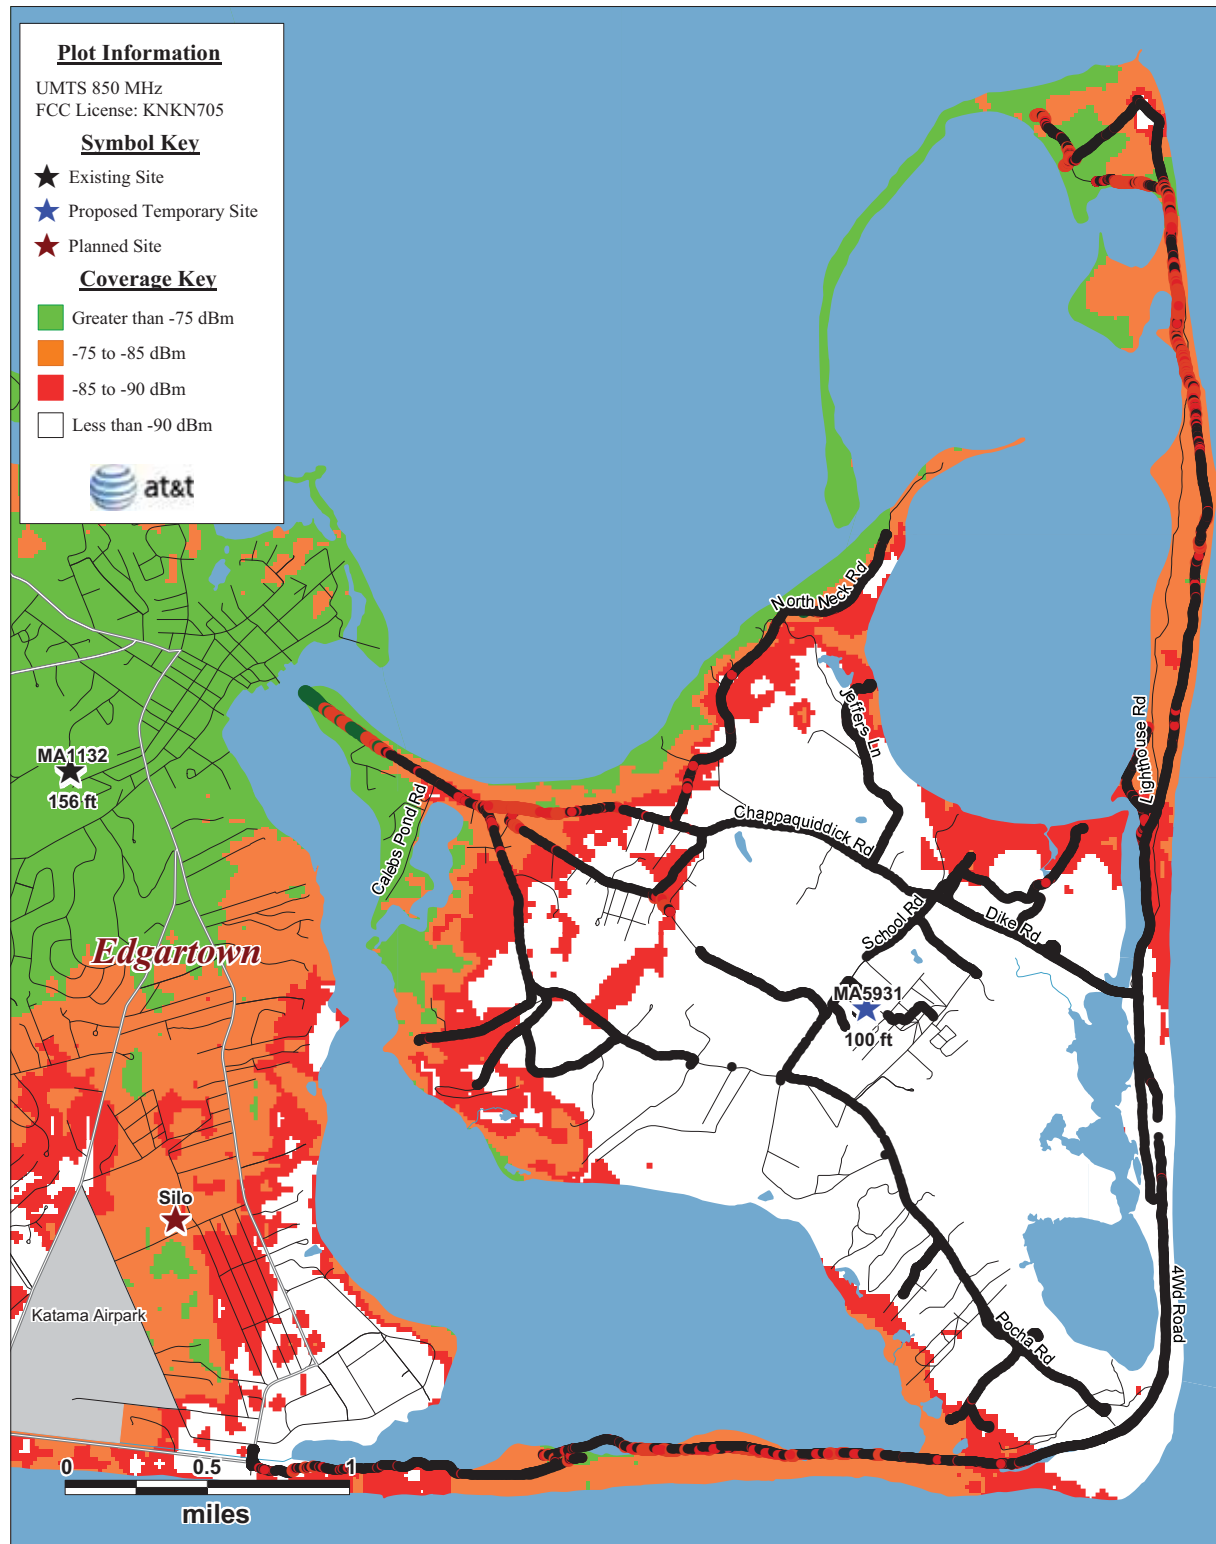 Plot Information
UMTS 850 MHz
FCC License: KNKN705
Symbol Key
Existing Site
Proposed Temporary Site
Planned Site
Coverage Key
Greater than -75 dBm
-75 to -85 dBm
-85 to -90 dBm
Less than -90 dBm
at&t
North Neck Rd
Jeffers Ln
Lighthouse Rd
MA1132
156 ft
Calebs Pond Rd
Chappaquiddick Rd
School Rd
Dike Rd
Edgartown
MA5931
100 ft
Silo
Katama Airpark
4Wd Road
Pocha Rd
0 0.5 1
miles